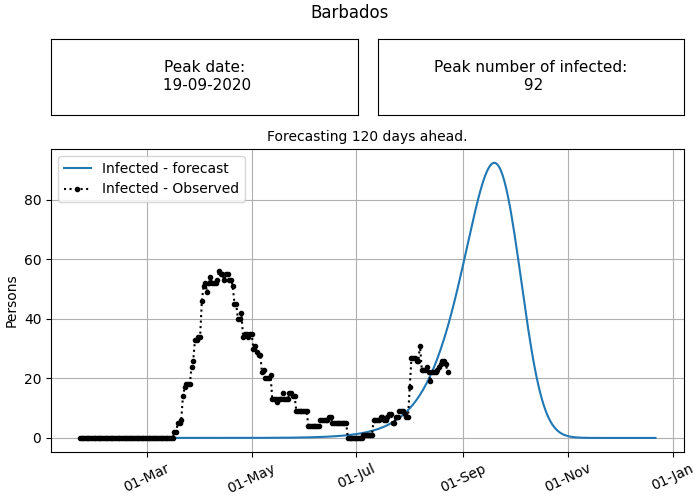 Barbados
Peak date:
19-09-2020
Peak number of infected:
92
Forecasting 120 days ahead.
Infected - forecast
Infected - Observed
Persons
80
60
40
20
0
01-Mar
01-May
01-Jul
01-Sep
01-Nov
01-Jan